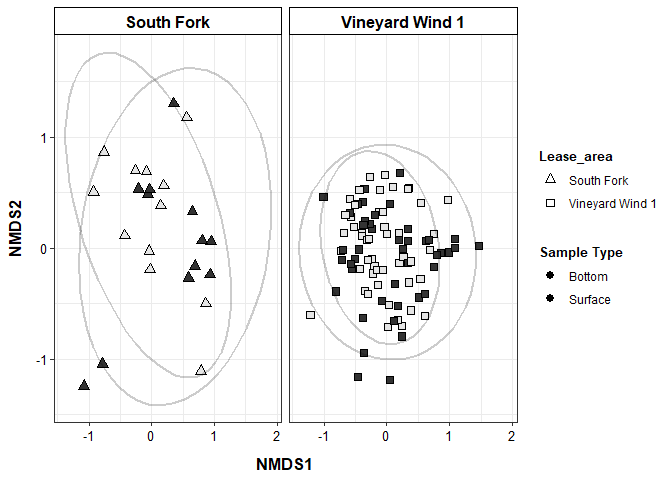 South Fork
Vineyard Wind 1
NMDS2
1
0
-1
-1
0
1
2
-1
0
1
2
NMDS1
Lease_area
South Fork
Vineyard Wind 1
Sample Type
Bottom
Surface